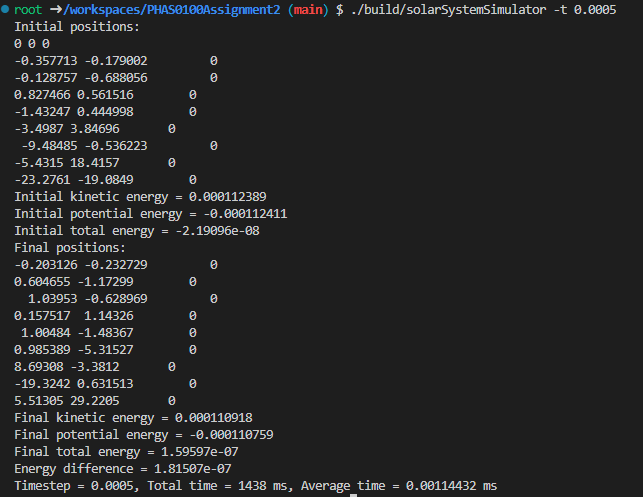 root ➜/workspaces/PHAS0100Assignment2 (main) $ ./build/solarSystemSimulator -t 0.0005
Initial positions:
0 0 0
-0.357713 -0.179002 0
-0.128757 -0.688056 0
0.827466 0.561516 0
-1.43247 0.444998 0
-3.4987 3.84696 0
-9.48485 -0.536223 0
-5.4315 18.4157 0
-23.2761 -19.0849 0
Initial kinetic energy = 0.000112389
Initial potential energy = -0.000112411
Initial total energy = -2.19096e-08
Final positions:
-0.203126 -0.232729 0
0.604655 -1.17299 0
1.03953 -0.628969 0
0.157517 1.14326 0
1.00484 -1.48367 0
0.985389 -5.31527 0
8.69308 -3.3812 0
-19.3242 0.631513 0
5.51305 29.2205 0
Final kinetic energy = 0.000110918
Final potential energy = -0.000110759
Final total energy = 1.59597e-07
Energy difference = 1.81507e-07
Timestep = 0.0005, Total time = 1438 ms, Average time = 0.00114432 ms